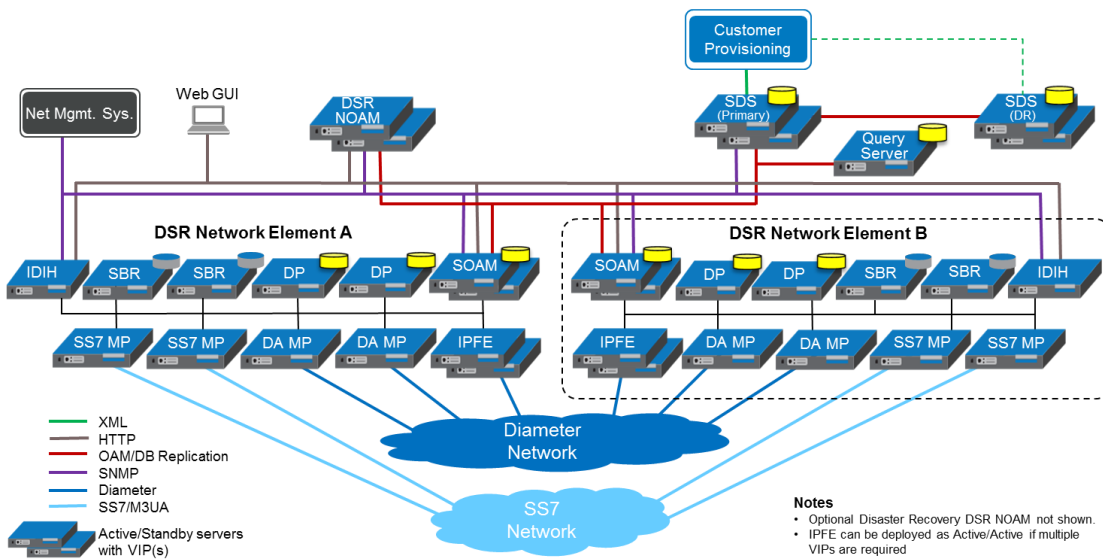 Customer
Provisioning
Net Mgmt. Sys.
Web GUI
DSR
NOAM
SDS
(Primary)
SDS
(DR)
Query
Server
DSR Network Element A
DSR Network Element B
IDIH
SBR
SBR
DP
DP
SOAM
SOAM
DP
DP
SBR
SBR
IDIH
SS7 MP
SS7 MP
DA MP
DA MP
IPFE
IPFE
DA MP
DA MP
SS7 MP
SS7 MP
Diameter
Network
SS7
Network
XML
HTTP
OAM/DB Replication
SNMP
Diameter
SS7/M3UA
Active/Standby servers
with VIP(s)
Notes
• Optional Disaster Recovery DSR NOAM not shown.
• IPFE can be deployed as Active/Active if multiple
VIPs are required